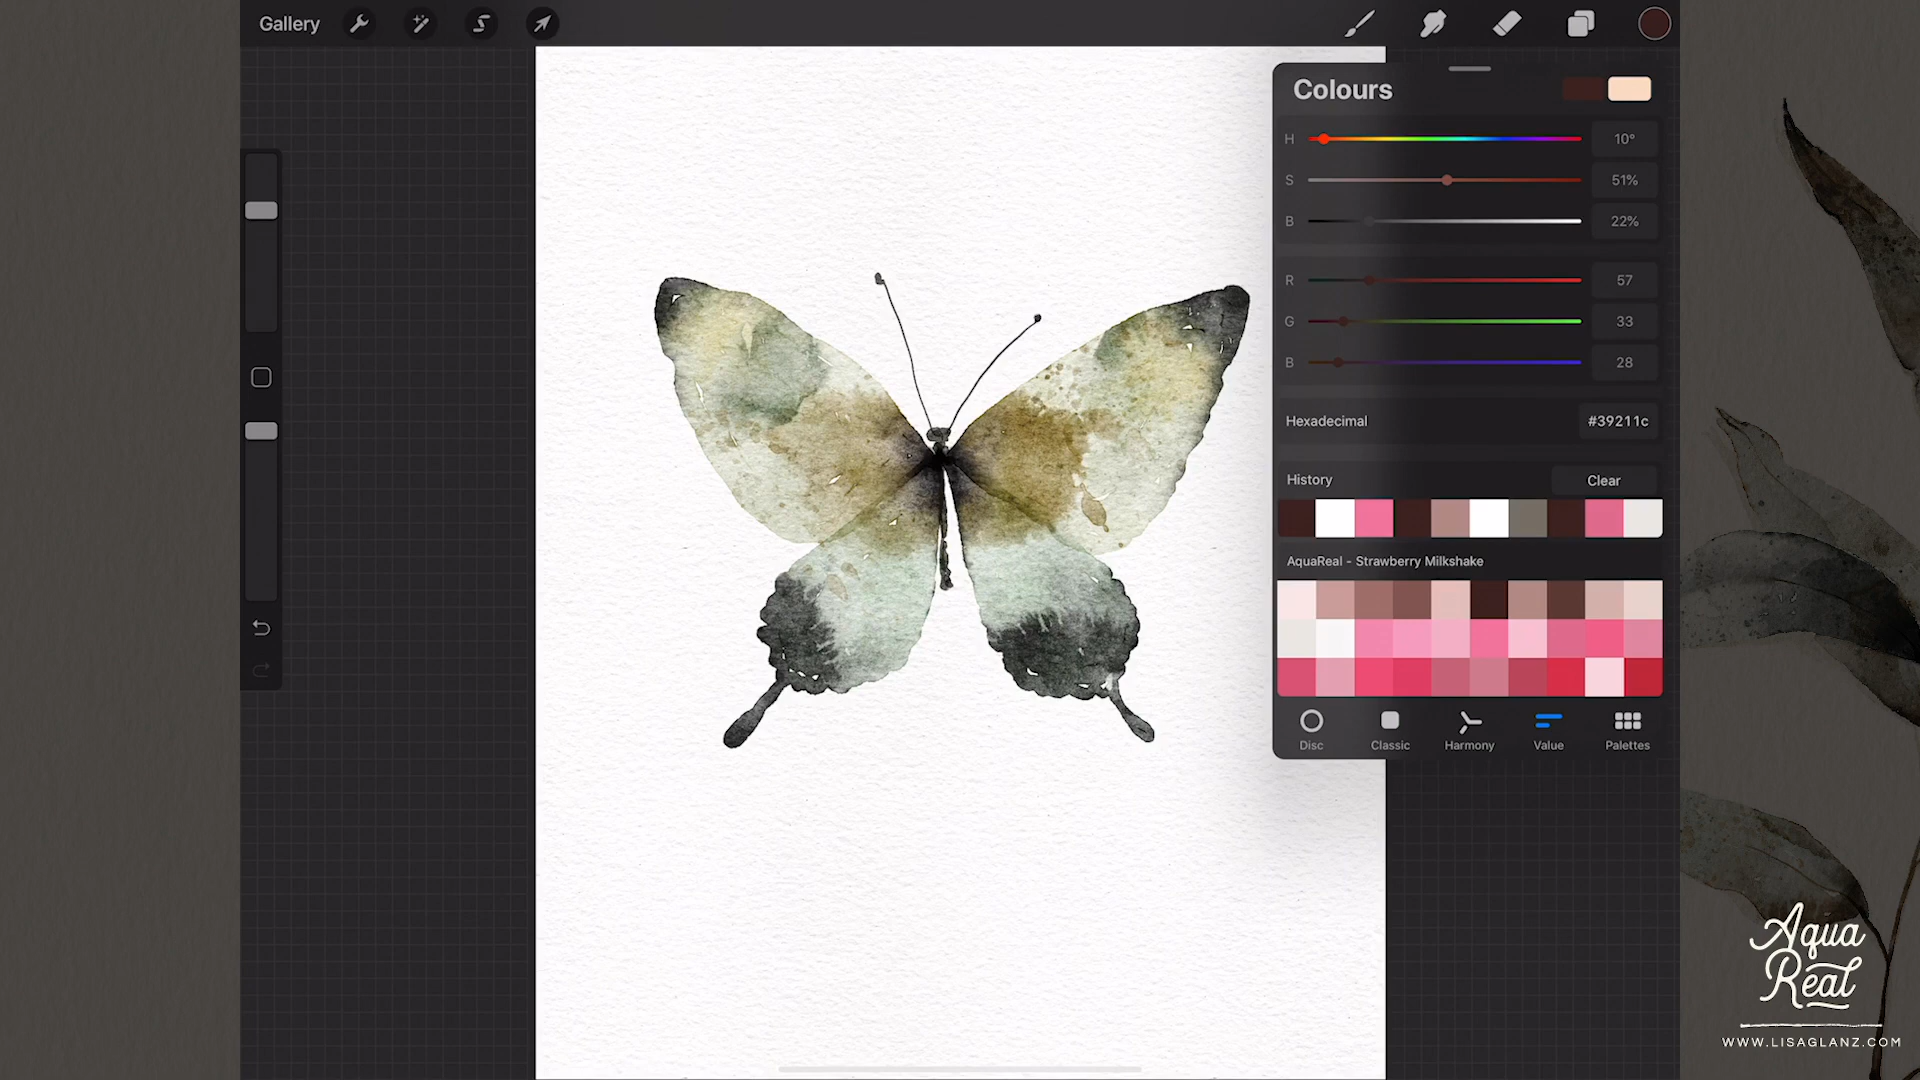 Gallery
Colours
H 10°
S 51%
B 22%
R 57
G 33
B 28
Hexadecimal #39211c
History Clear
AquaReal - Strawberry Milkshake
Disc Classic Harmony Value Palettes
Aqua
Real
WWW.LISAGLANZ.COM